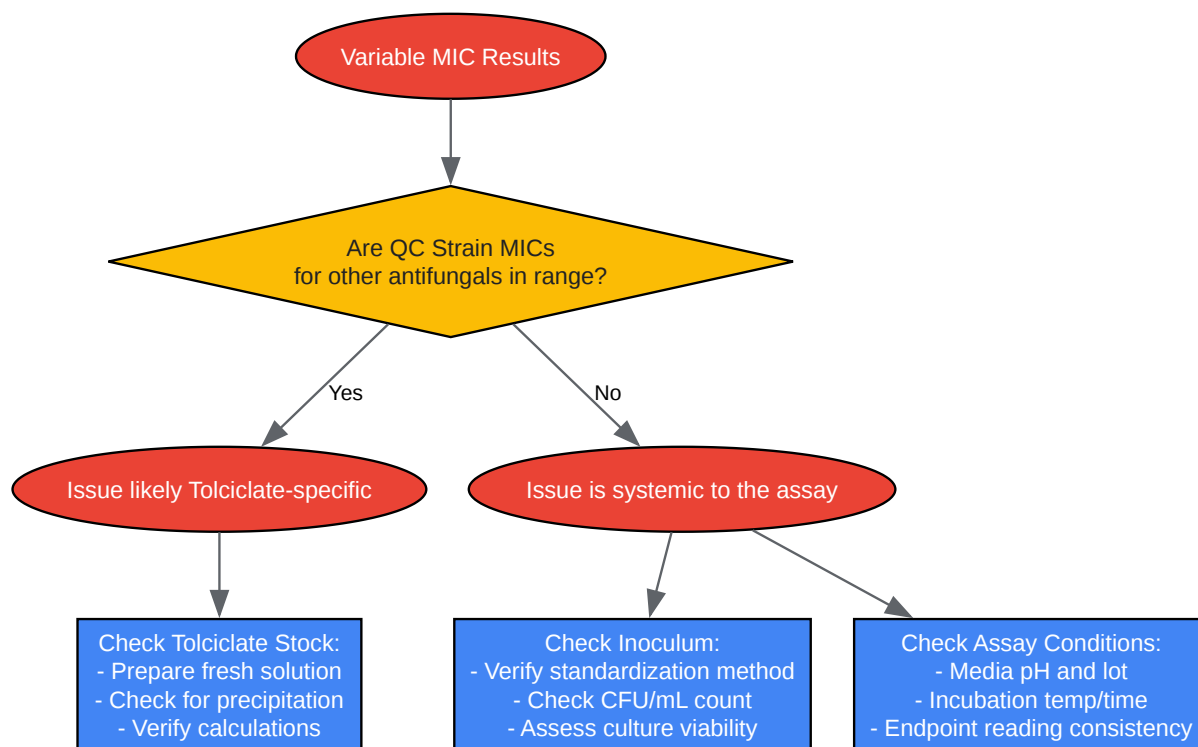 Variable MIC Results
Are QC Strain MICs
for other antifungals in range?
Yes
No
Issue likely Tolciclate-specific
Issue is systemic to the assay
Check Tolciclate Stock:
- Prepare fresh solution
- Check for precipitation
- Verify calculations
Check Inoculum:
- Verify standardization method
- Check CFU/mL count
- Assess culture viability
Check Assay Conditions:
- Media pH and lot
- Incubation temp/time
- Endpoint reading consistency